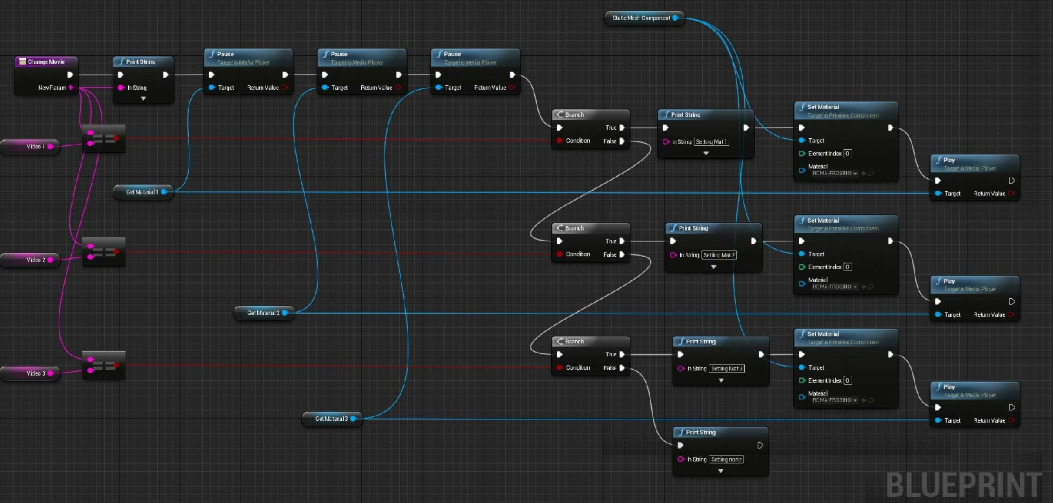 Static Mesh Component
Change Movie
New Param
Print String
In String
Pause
Target is Media Player
Target
Return Value
Pause
Target is Media Player
Target
Return Value
Pause
Target is Media Player
Target
Return Value
Video 1
==
Get Material 1
Branch
Condition
True
False
Print String
In String Setting Mat 1
Set Material
Target is Primitive Component
Target
Element Index 0
Material
Play
Target is Media Player
Target
Return Value
Video 2
==
Get Material 2
Branch
Condition
True
False
Print String
In String Setting Mat 2
Set Material
Target is Primitive Component
Target
Element Index 0
Material
Play
Target is Media Player
Target
Return Value
Video 3
==
Get Material 3
Branch
Condition
True
False
Print String
In String Setting Mat 3
Set Material
Target is Primitive Component
Target
Element Index 0
Material
Play
Target is Media Player
Target
Return Value
Print String
In String Setting none
BLUEPRINT